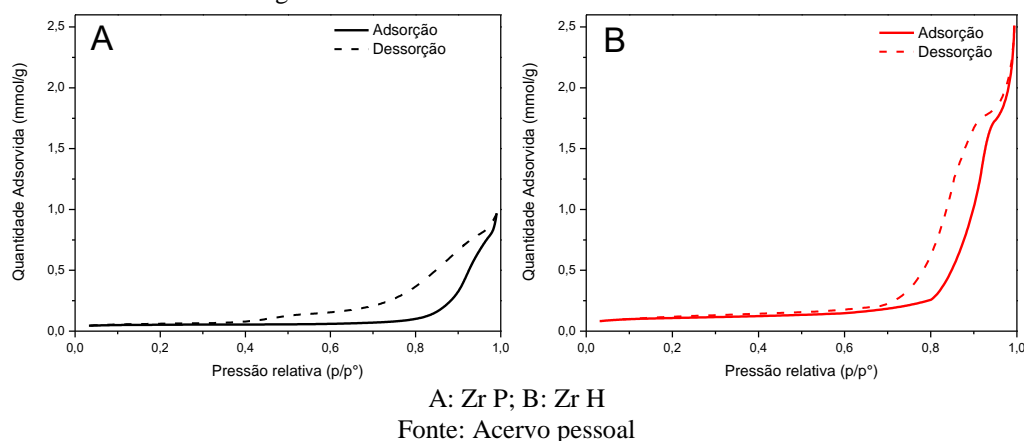 A
Adsorção
Dessorção
Quantidade Adsorvida (mmol/g)
2,5
2,0
1,5
1,0
0,5
0,0
0,0 0,2 0,4 0,6 0,8 1,0
Pressão relativa (p/p°)
B
Adsorção
Dessorção
Quantidade Adsorvida (mmol/g)
2,5
2,0
1,5
1,0
0,5
0,0
0,0 0,2 0,4 0,6 0,8 1,0
Pressão relativa (p/p°)
A: Zr P; B: Zr H
Fonte: Acervo pessoal